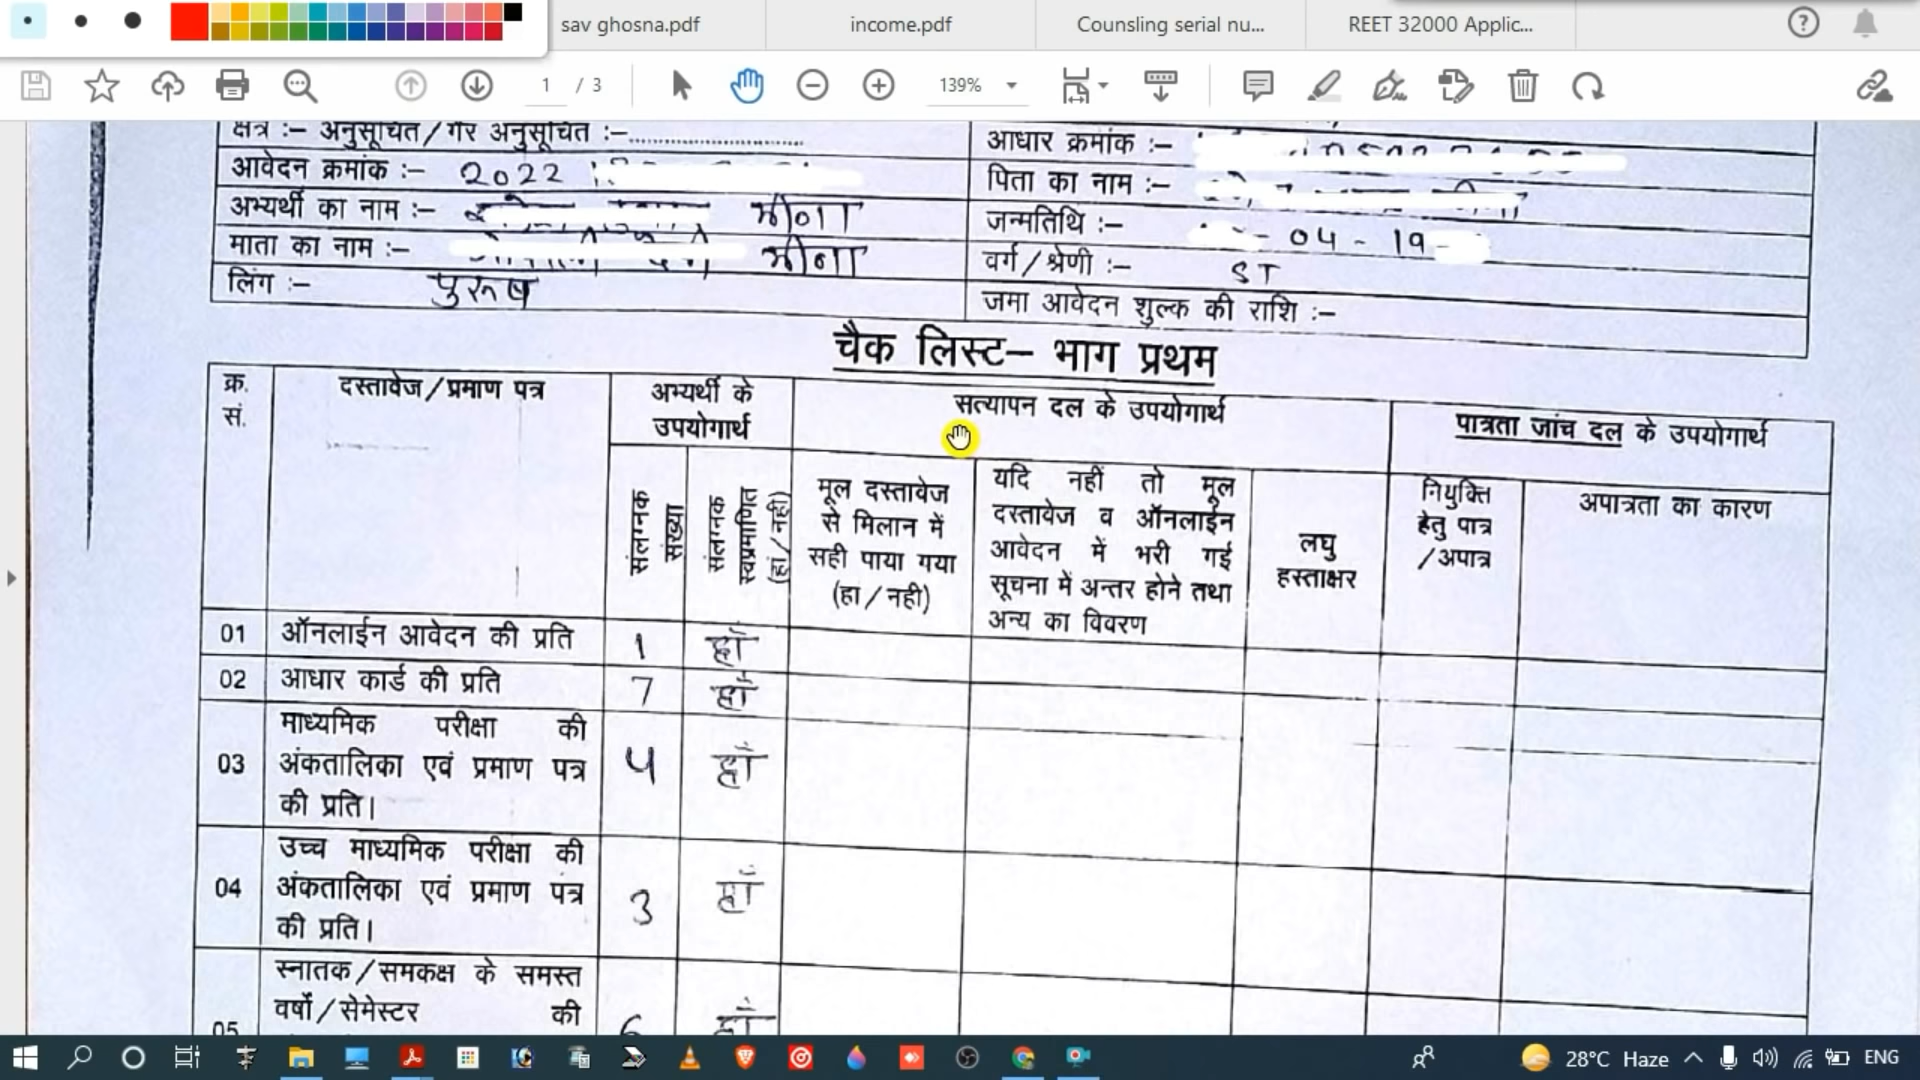 sav ghosna.pdf
income.pdf
Counsling serial nu...
REET 32000 Applic...
1 / 3
139%
क्षेत्र :– अनुसूचित/गैर अनुसूचित :–..............................
आधार क्रमांक :–
आवेदन क्रमांक :– 2022
पिता का नाम :–
अभ्यर्थी का नाम :– मीणा
जन्मतिथि :– - 04 - 19-
माता का नाम :– मीणा
वर्ग/श्रेणी :– ST
लिंग :– पुरूष
जमा आवेदन शुल्क की राशि :–
चैक लिस्ट– भाग प्रथम
क्र. सं.
दस्तावेज/प्रमाण पत्र
अभ्यर्थी के
उपयोगार्थ
सत्यापन दल के उपयोगार्थ
पात्रता जांच दल के उपयोगार्थ
संलग्नक
संख्या
संलग्नक
स्वप्रमाणित
(हां/नहीं)
मूल दस्तावेज
से मिलान में
सही पाया गया
(हा/नही)
यदि नहीं तो मूल
दस्तावेज व ऑनलाईन
आवेदन में भरी गई
सूचना में अन्तर होने तथा
अन्य का विवरण
लघु
हस्ताक्षर
नियुक्ति
हेतु पात्र
/अपात्र
अपात्रता का कारण
01 ऑनलाईन आवेदन की प्रति 1 हाँ
02 आधार कार्ड की प्रति 7 हाँ
03 माध्यमिक परीक्षा की
अंकतालिका एवं प्रमाण पत्र
की प्रति। 4 हाँ
04 उच्च माध्यमिक परीक्षा की
अंकतालिका एवं प्रमाण पत्र
की प्रति। 3 हाँ
05 स्नातक/समकक्ष के समस्त
वर्षों/सेमेस्टर की 6 हाँ
28°C Haze
ENG